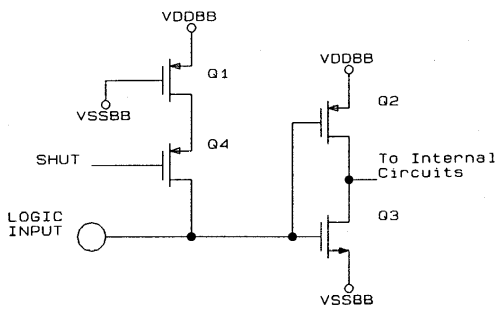 VDDBB
Q1
VSSBB
VDDBB
Q2
Q4
SHUT
To Internal
Circuits
LOGIC
INPUT
Q3
VSSBB